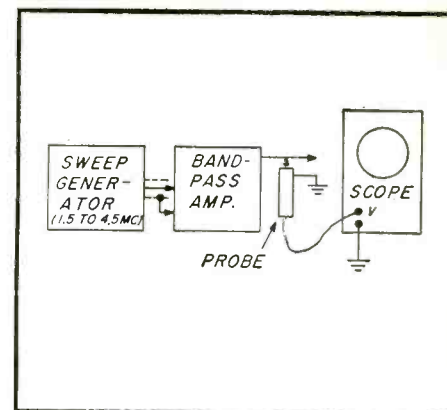 SWEEP
GENER-
ATOR
(1.5 TO 4.5MC)
BAND-
PASS
AMP.
PROBE
SCOPE
V